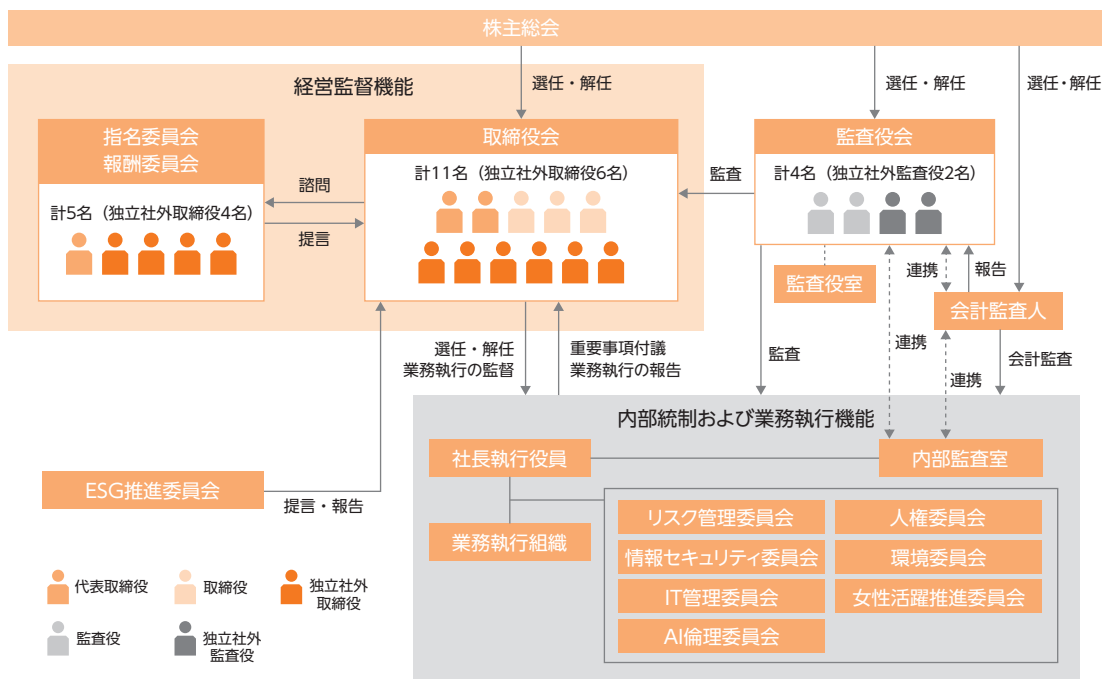 株主総会
選任・解任
選任・解任
選任・解任
経営監督機能
指名委員会
報酬委員会
計5名（独立社外取締役4名）
諮問
提言
取締役会
計11名（独立社外取締役6名）
監査
監査役会
計4名（独立社外監査役2名）
監査役室
連携
報告
会計監査人
選任・解任
業務執行の監督
重要事項付議
業務執行の報告
監査
連携
連携
会計監査
内部統制および業務執行機能
社長執行役員
内部監査室
ESG推進委員会
提言・報告
業務執行組織
リスク管理委員会
人権委員会
情報セキュリティ委員会
環境委員会
IT管理委員会
女性活躍推進委員会
AI倫理委員会
代表取締役
取締役
独立社外
取締役
監査役
独立社外
監査役